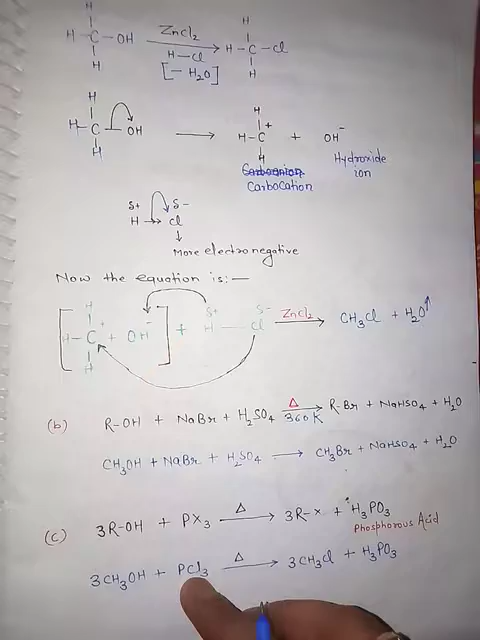 H H
H-C-OH ZnCl2 H-C-Cl
H-Cl
[-H2O]
H H
H H
H-C-OH → H-C+ + OH-
H H
Carbanion Hydroxide ion
Carbocation
δ+ δ-
H →→ Cl
↓
More electronegative
Now the equation is:—
H
[H-C+ + OH-] + δ+ H — Cl δ- ZnCl2 → CH3Cl + H2O↑
H
(b) R-OH + NaBr + H2SO4 Δ 360K → R-Br + NaHSO4 + H2O
CH3OH + NaBr + H2SO4 → CH3Br + NaHSO4 + H2O
(c) 3R-OH + PX3 Δ → 3R-X + H3PO3
Phosphorous Acid
3CH3OH + PCl3 Δ → 3CH3Cl + H3PO3